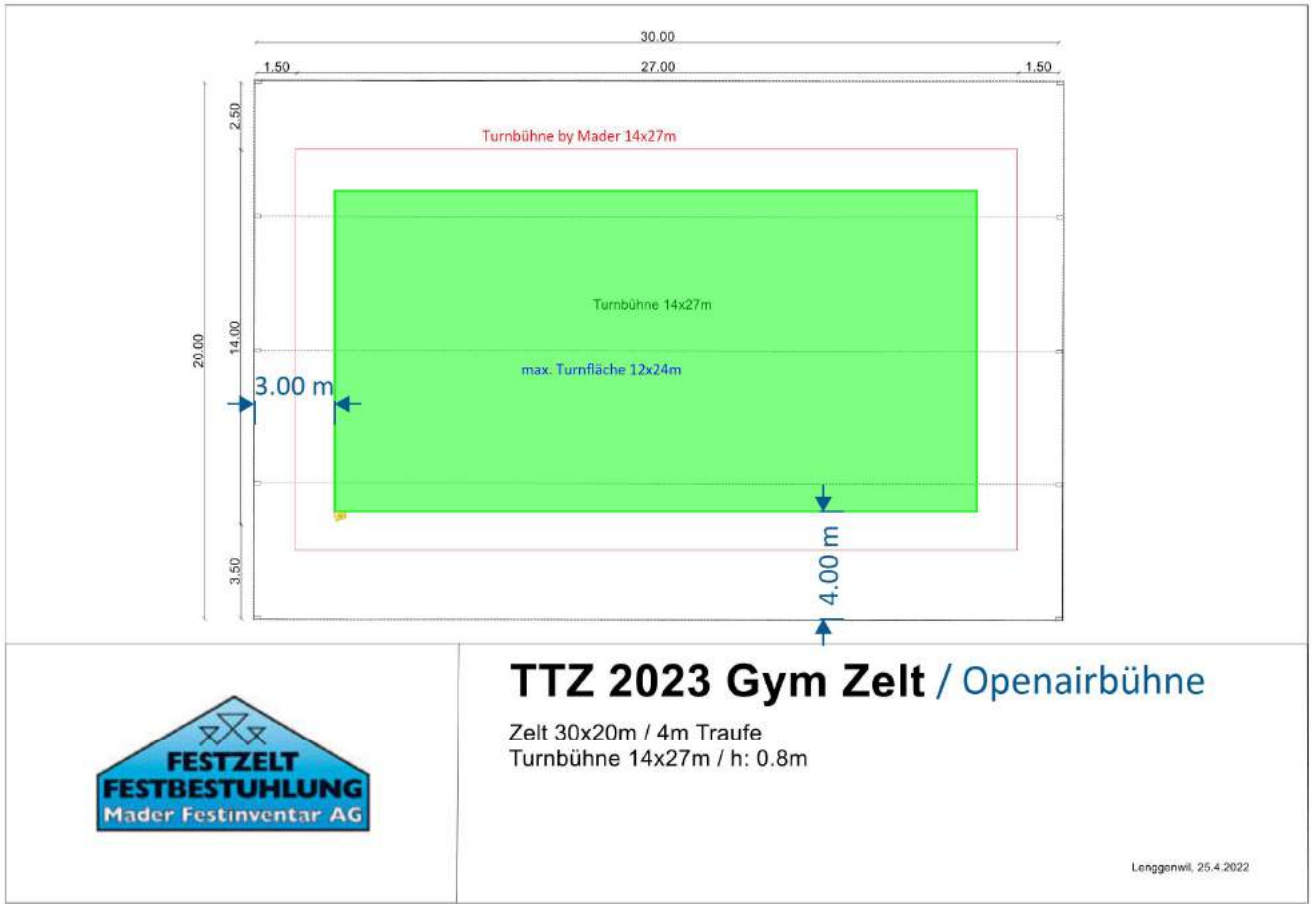 30.00
1.50 27.00 1.50
2.50
Turnbühne by Mader 14x27m
Turnbühne 14x27m
20.00
14.00
max. Turnfläche 12x24m
3.00 m
4.00 m
3.50
TTZ 2023 Gym Zelt / Openairbühne
Zelt 30x20m / 4m Traufe
Turnbühne 14x27m / h: 0.8m
FESTZELT
FESTBESTUHLUNG
Mader Festinventar AG
Lenggenwil, 25.4.2022